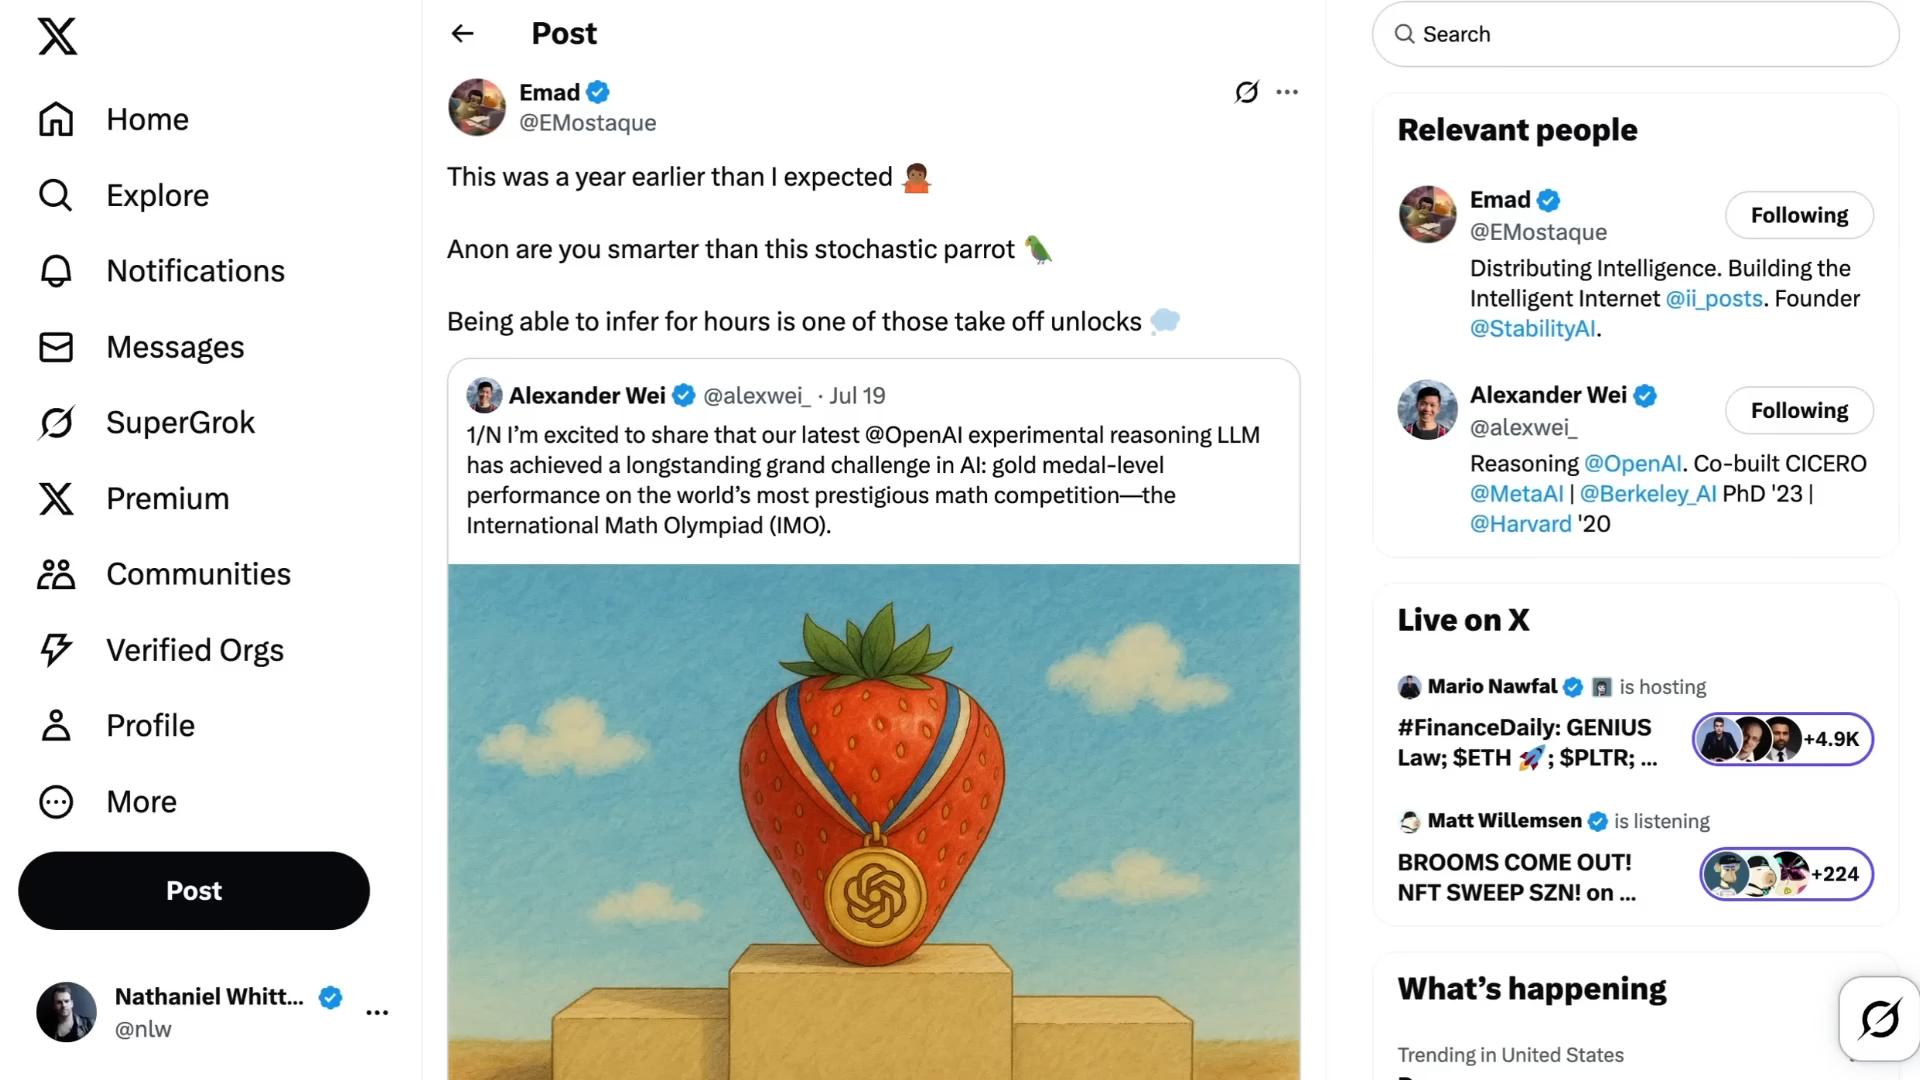 Home
Explore
Notifications
Messages
SuperGrok
Premium
Communities
Verified Orgs
Profile
More
Post
Nathaniel Whitt...
@nlw
Post
Emad
@EMostaque
This was a year earlier than I expected 🤷🏾
Anon are you smarter than this stochastic parrot 🦜
Being able to infer for hours is one of those take off unlocks 💭
Alexander Wei @alexwei_ · Jul 19
1/N I’m excited to share that our latest @OpenAI experimental reasoning LLM
has achieved a longstanding grand challenge in AI: gold medal-level
performance on the world’s most prestigious math competition—the
International Math Olympiad (IMO).
Search
Relevant people
Emad
@EMostaque
Following
Distributing Intelligence. Building the
Intelligent Internet @ii_posts. Founder
@StabilityAI.
Alexander Wei
@alexwei_
Following
Reasoning @OpenAI. Co-built CICERO
@MetaAI | @Berkeley_AI PhD '23 |
@Harvard '20
Live on X
Mario Nawfal is hosting
#FinanceDaily: GENIUS
Law; $ETH 🚀; $PLTR; ...
+4.9K
Matt Willemsen is listening
BROOMS COME OUT!
NFT SWEEP SZN! on ...
+224
What’s happening
Trending in United States